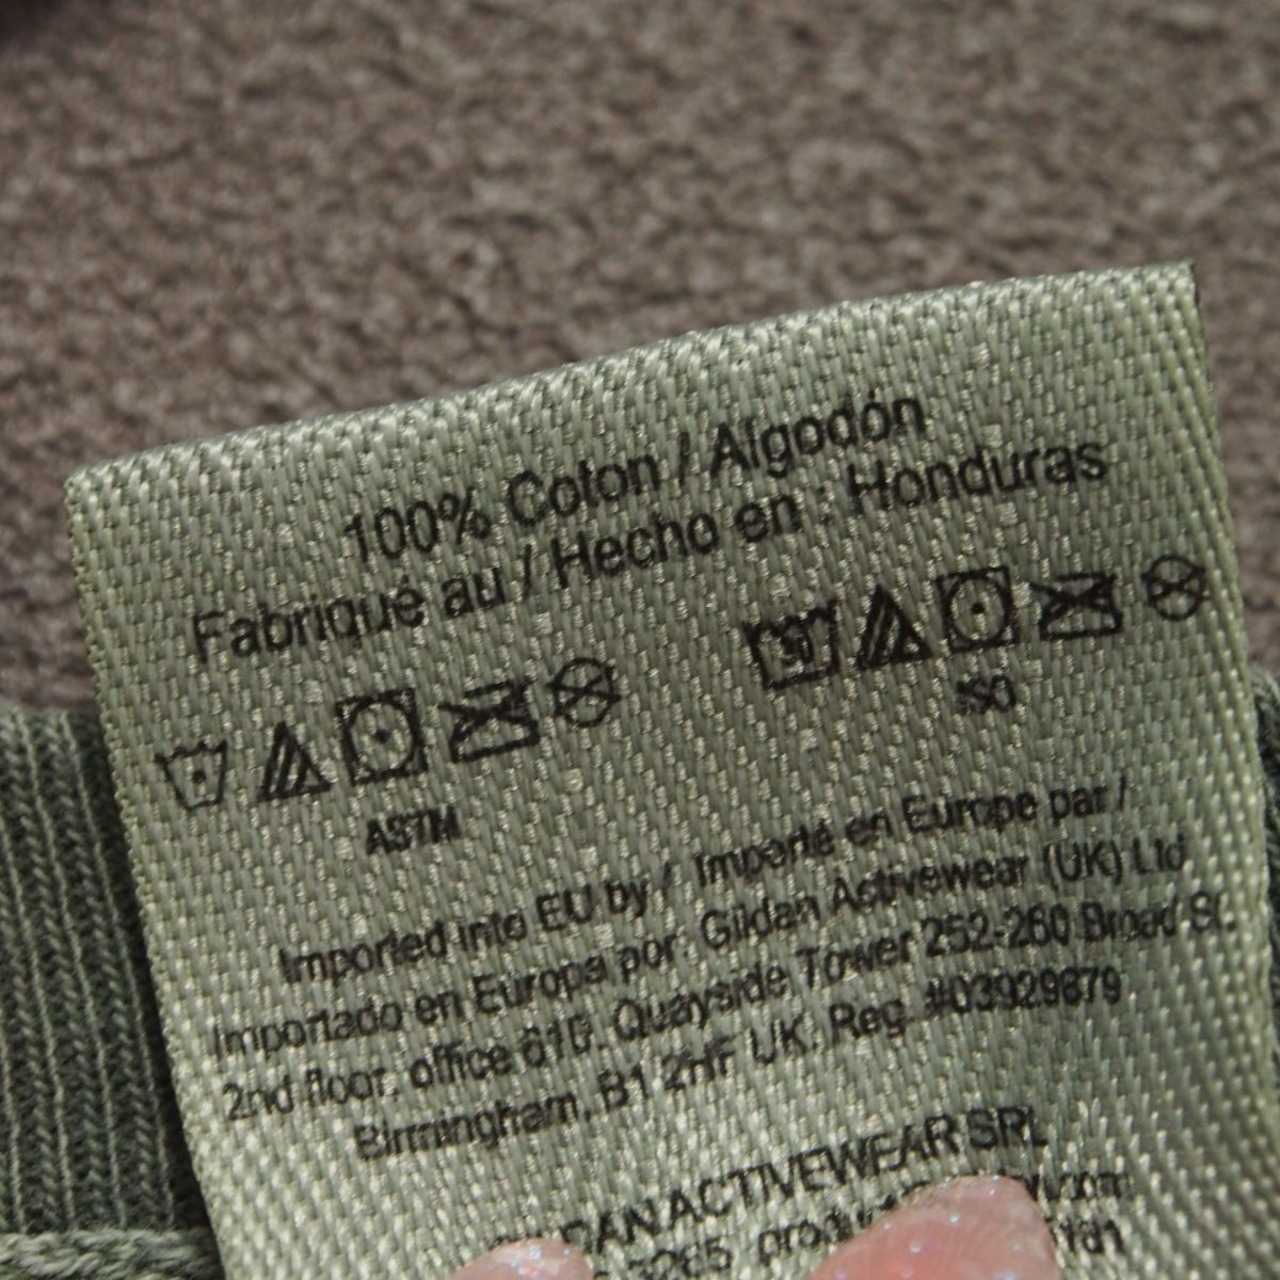 100% Coton / Algodón
Fabriqué au / Hecho en : Honduras
30
ASTM
ISO
Imported into EU by / Importé en Europe par /
Importado en Europa por: Gildan Activewear (UK) Ltd
2nd floor, office 610, Quayside Tower 252-260 Broad St.
Birmingham, B1 2HF UK. Reg. #03929679
ACTIVEWEAR SRL